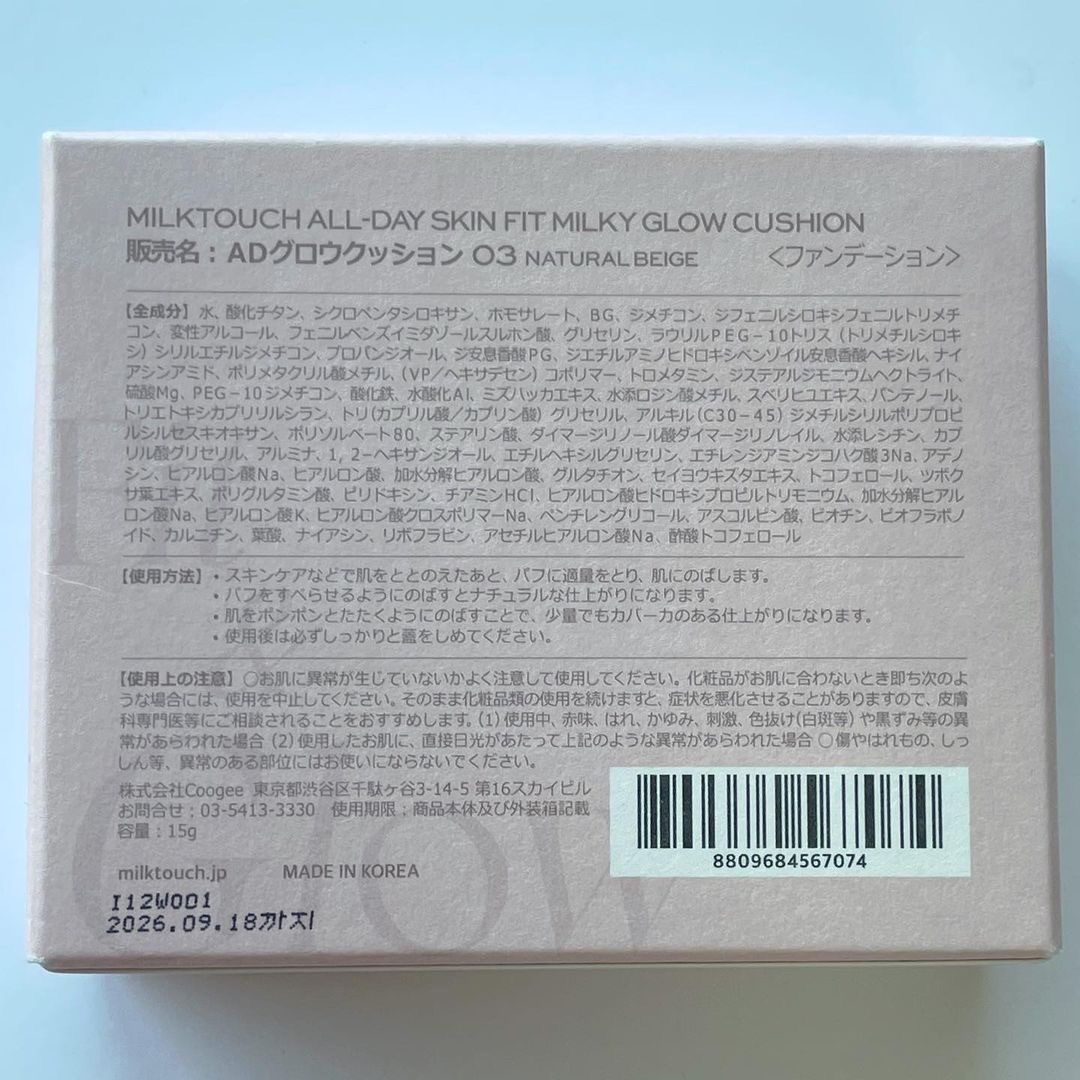 MILKTOUCH ALL-DAY SKIN FIT MILKY GLOW CUSHION
販売名：ADグロウクッション 03 NATURAL BEIGE 〈ファンデーション〉
【全成分】水、酸化チタン、シクロペンタシロキサン、ホモサレート、BG、ジメチコン、ジフェニルシロキシフェニルトリメチ
コン、変性アルコール、フェニルベンズイミダゾールスルホン酸、グリセリン、ラウリルPEG－10トリス（トリメチルシロキ
シ）シリルエチルジメチコン、プロパンジオール、ジ安息香酸PG、ジエチルアミノヒドロキシベンゾイル安息香酸ヘキシル、ナイ
アシンアミド、ポリメタクリル酸メチル、（VP／ヘキサデセン）コポリマー、トロメタミン、ジステアルジモニウムヘクトライト、
硫酸Mg、PEG－10ジメチコン、酸化鉄、水酸化Al、ミズハッカエキス、水添ロジン酸メチル、スベリヒユエキス、パンテノール、
トリエトキシカプリリルシラン、トリ（カプリル酸／カプリン酸）グリセリル、アルキル（C30－45）ジメチルシリルポリプロピ
ルシルセスキオキサン、ポリソルベート80、ステアリン酸、ダイマージリノール酸ダイマージリノレイル、水添レシチン、カプ
リル酸グリセリル、アルミナ、1，2－ヘキサンジオール、エチルヘキシルグリセリン、エチレンジアミンジコハク酸3Na、アデノ
シン、ヒアルロン酸Na、ヒアルロン酸、加水分解ヒアルロン酸、グルタチオン、セイヨウキズタエキス、トコフェロール、ツボク
サ葉エキス、ポリグルタミン酸、ピリドキシン、チアミンHCl、ヒアルロン酸ヒドロキシプロピルトリモニウム、加水分解ヒアル
ロン酸Na、ヒアルロン酸K、ヒアルロン酸クロスポリマーNa、ペンチレングリコール、アスコルビン酸、ビオチン、ビオフラボノ
イド、カルニチン、葉酸、ナイアシン、リボフラビン、アセチルヒアルロン酸Na、酢酸トコフェロール
【使用方法】・スキンケアなどで肌をととのえたあと、パフに適量をとり、肌にのばします。
・パフをすべらせるようにのばすとナチュラルな仕上がりになります。
・肌をポンポンとたたくようにのばすことで、少量でもカバー力のある仕上がりになります。
・使用後は必ずしっかりと蓋をしめてください。
【使用上の注意】〇お肌に異常が生じていないかよく注意して使用してください。化粧品がお肌に合わないとき即ち次のよ
うな場合には、使用を中止してください。そのまま化粧品類の使用を続けますと、症状を悪化させることがありますので、皮膚
科専門医等にご相談されることをおすすめします。(1)使用中、赤味、はれ、かゆみ、刺激、色抜け(白斑等)や黒ずみ等の異
常があらわれた場合 (2)使用したお肌に、直接日光があたって上記のような異常があらわれた場合 〇傷やはれもの、しっ
しん等、異常のある部位にはお使いにならないでください。
株式会社Coogee 東京都渋谷区千駄ヶ谷3-14-5 第16スカイビル
お問合せ：03-5413-3330 使用期限；商品本体及び外装箱記載
容量：15g
8809684567074
milktouch.jp MADE IN KOREA
I12W001
2026.09.18까지
Glow